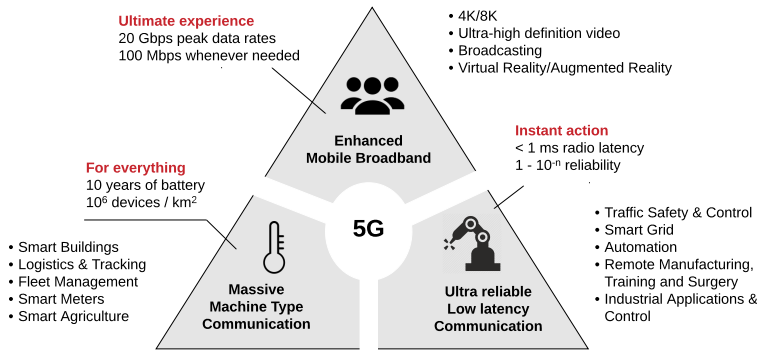 Ultimate experience
20 Gbps peak data rates
100 Mbps whenever needed
• 4K/8K
• Ultra-high definition video
• Broadcasting
• Virtual Reality/Augmented Reality
Enhanced
Mobile Broadband
Instant action
< 1 ms radio latency
1 - 10⁻ⁿ reliability
For everything
10 years of battery
10⁶ devices / km²
5G
• Smart Buildings
• Logistics & Tracking
• Fleet Management
• Smart Meters
• Smart Agriculture
Massive
Machine Type
Communication
Ultra reliable
Low latency
Communication
• Traffic Safety & Control
• Smart Grid
• Automation
• Remote Manufacturing,
Training and Surgery
• Industrial Applications &
Control